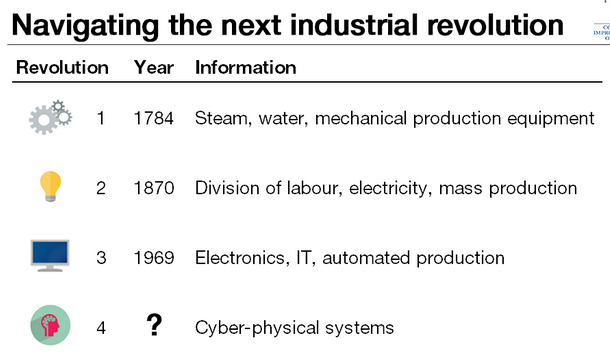 Navigating the next industrial revolution
Revolution Year Information
1 1784 Steam, water, mechanical production equipment
2 1870 Division of labour, electricity, mass production
3 1969 Electronics, IT, automated production
4 ? Cyber-physical systems